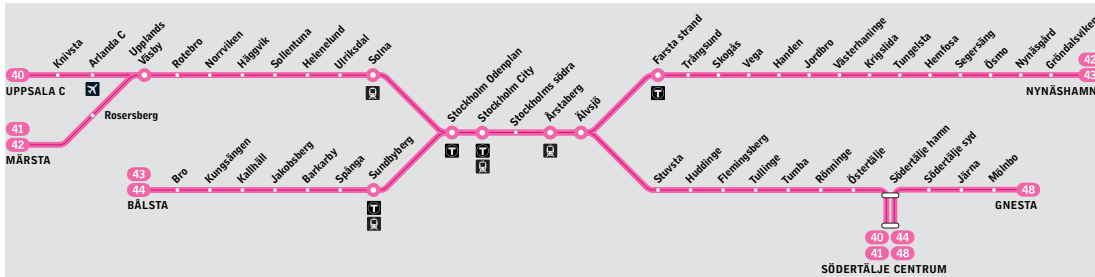 40
UPPSALA C
Knivsta
Arlanda C
Upplands
Väsby
Rotebro
Norrviken
Häggvik
Sollentuna
Helenelund
Ulriksdal
Solna
41
42
MÄRSTA
Rosersberg
43
44
BÅLSTA
Bro
Kungsängen
Kallhäll
Jakobsberg
Barkarby
Spånga
Sundbyberg
T
Stockholm Odenplan
T
Stockholm City
T
Stockholms södra
Årstaberg
Älvsjö
Farsta strand
T
Trångsund
Skogås
Vega
Handen
Jordbro
Västerhaninge
Krigslida
Tungelsta
Hemfosa
Segersäng
Ösmo
Nynäsgård
Gröndalsviken
42
43
NYNÄSHAMN
Stuvsta
Huddinge
Flemingsberg
Tullinge
Tumba
Rönninge
Östertälje
Södertälje hamn
Södertälje syd
Järna
Mölnbo
48
GNESTA
40 44
41 48
SÖDERTÄLJE CENTRUM